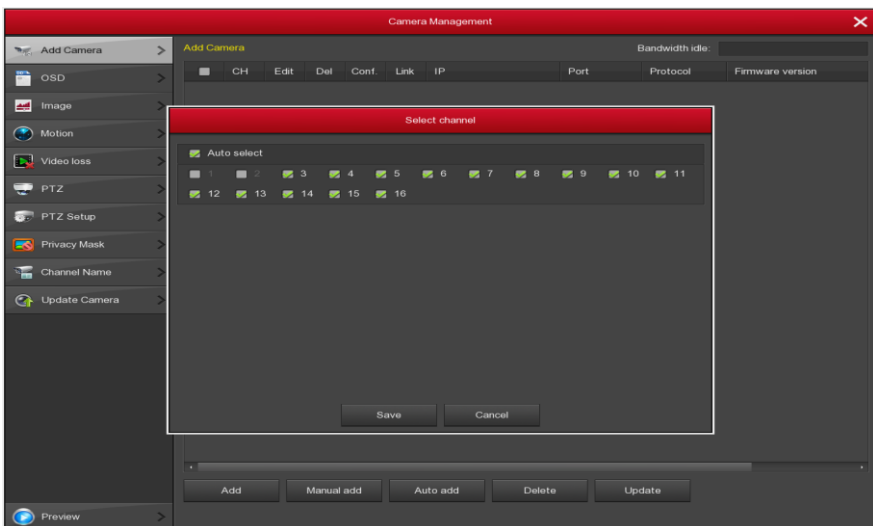 Camera Management
Add Camera
OSD
Image
Motion
Video loss
PTZ
PTZ Setup
Privacy Mask
Channel Name
Update Camera
Preview
Add Camera Bandwidth idle:
CH Edit Del Conf. Link IP Port Protocol Firmware version
Select channel
Auto select
1 2 3 4 5 6 7 8 9 10 11
12 13 14 15 16
Save Cancel
Add Manual add Auto add Delete Update